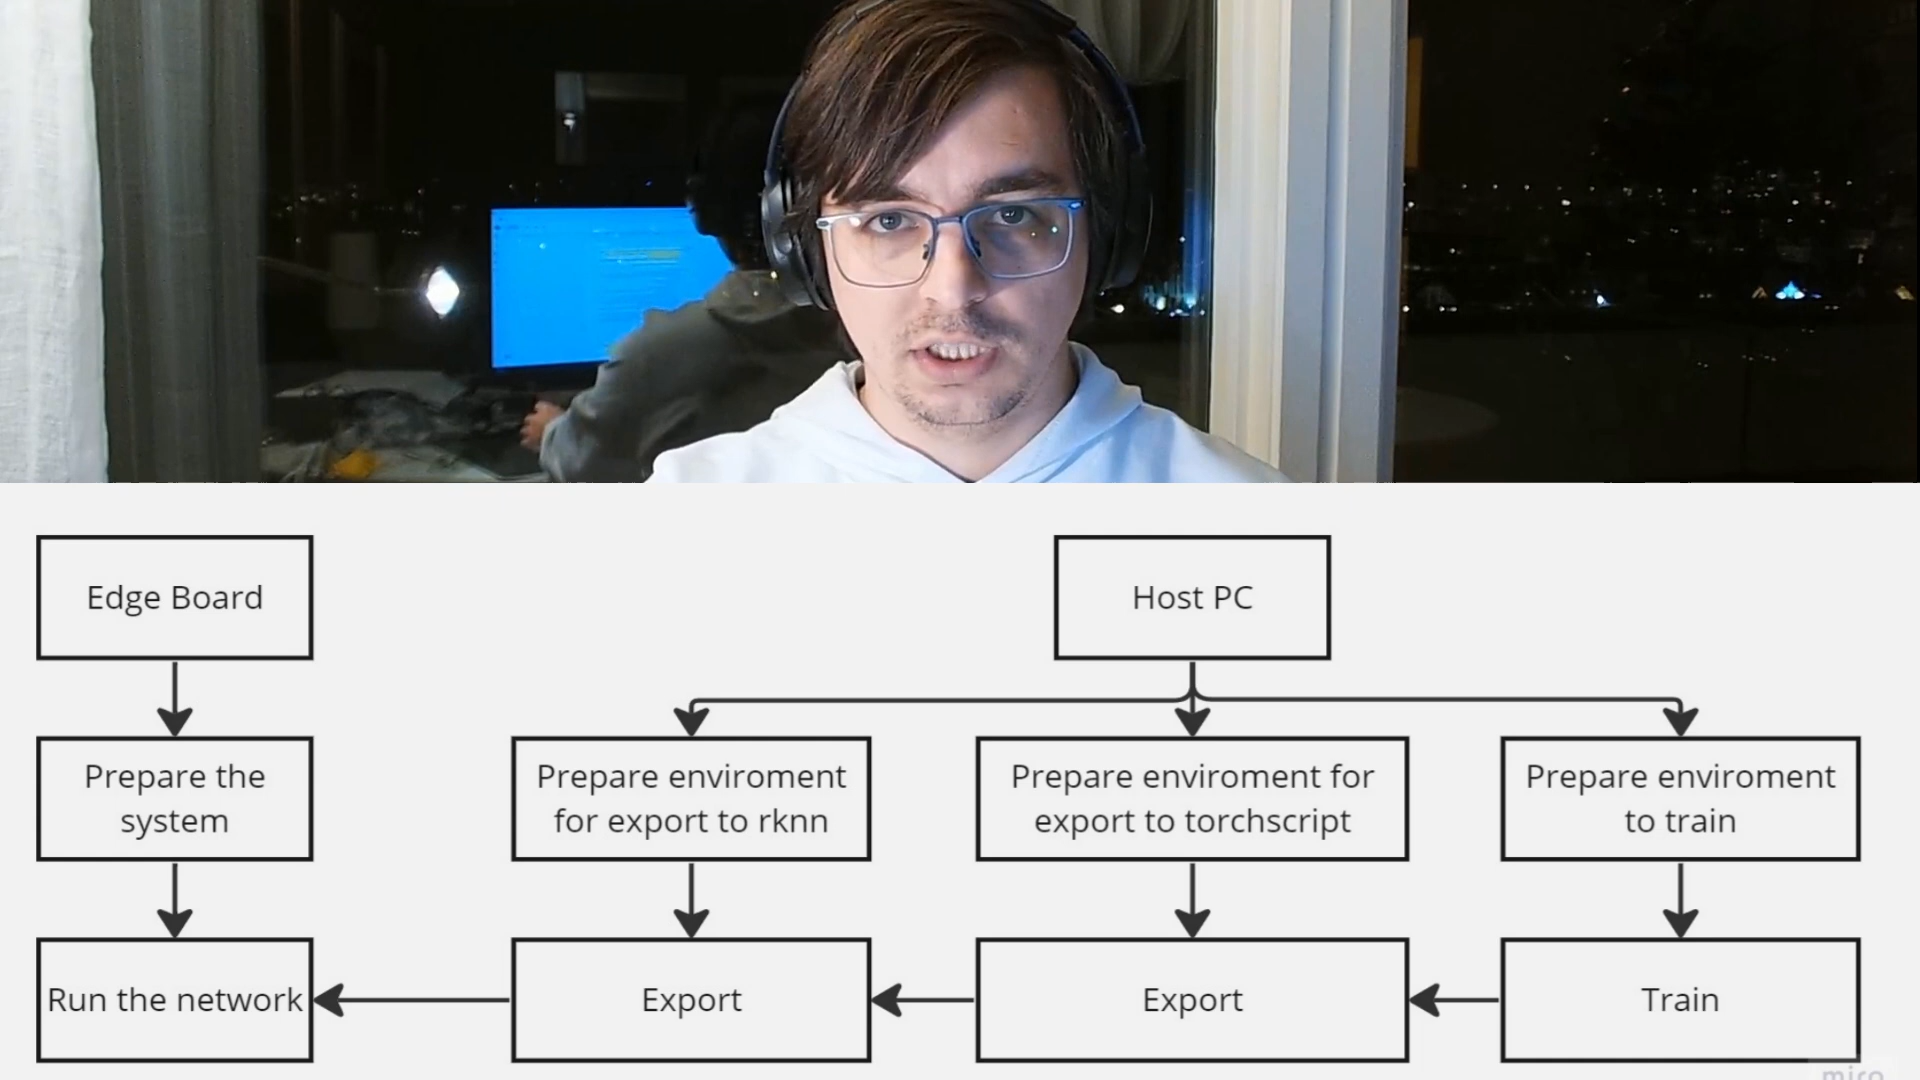 Edge Board
Host PC
Prepare the
system
Prepare enviroment
for export to rknn
Prepare enviroment for
export to torchscript
Prepare enviroment
to train
Run the network
Export
Export
Train
miro